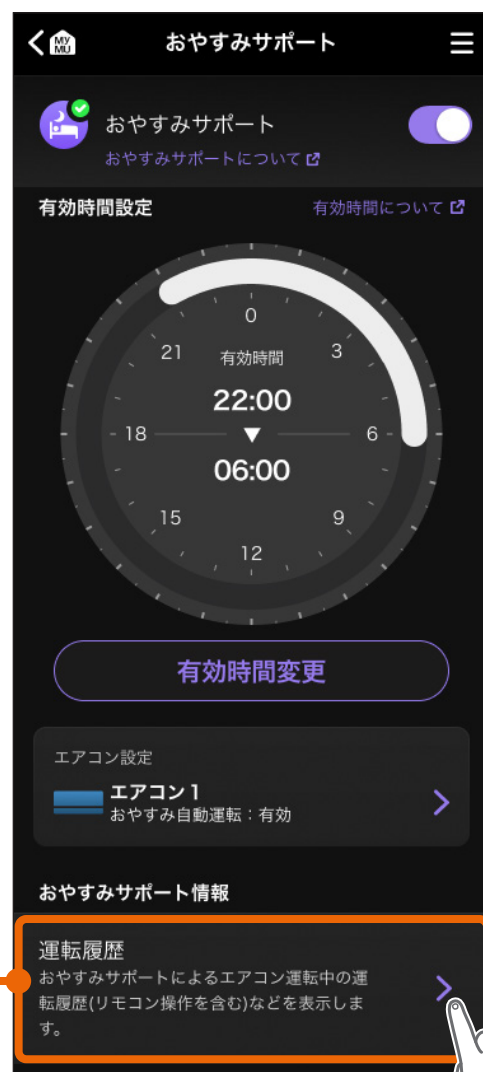 MY
MU
おやすみサポート
おやすみサポート
おやすみサポートについて
有効時間設定
有効時間について
0
21
有効時間
3
22:00
18
▼
6
06:00
15
9
12
有効時間変更
エアコン設定
エアコン 1
おやすみ自動運転：有効
おやすみサポート情報
運転履歴
おやすみサポートによるエアコン運転中の運
転履歴(リモコン操作を含む)などを表示しま
す。